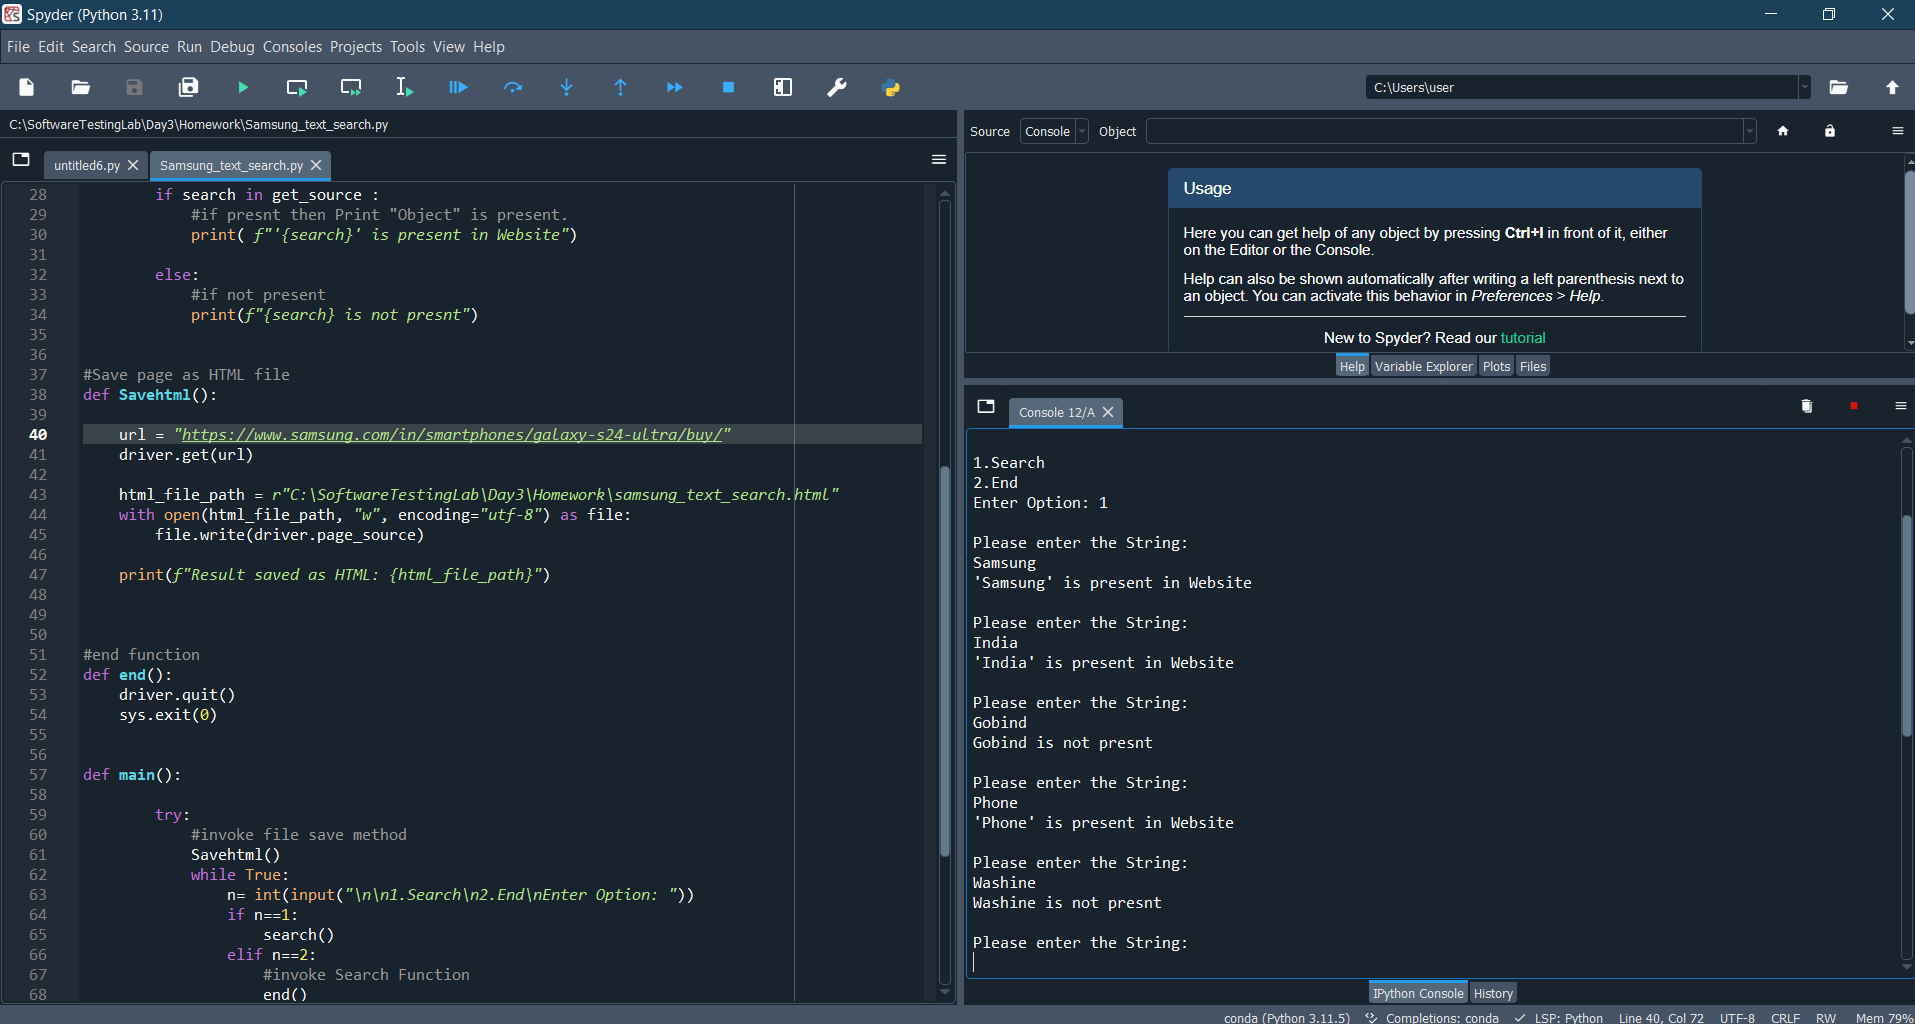 Spyder (Python 3.11)
File Edit Search Source Run Debug Consoles Projects Tools View Help
C:\Users\user
C:\SoftwareTestingLab\Day3\Homework\Samsung_text_search.py
untitled6.py
Samsung_text_search.py
28 if search in get_source :
29 #if presnt then Print "Object" is present.
30 print( f"'{search}' is present in Website")
31
32 else:
33 #if not present
34 print(f"{search} is not presnt")
35
36
37 #Save page as HTML file
38 def Savehtml():
39
40 url = "https://www.samsung.com/in/smartphones/galaxy-s24-ultra/buy/"
41 driver.get(url)
42
43 html_file_path = r"C:\SoftwareTestingLab\Day3\Homework\samsung_text_search.html"
44 with open(html_file_path, "w", encoding="utf-8") as file:
45 file.write(driver.page_source)
46
47 print(f"Result saved as HTML: {html_file_path}")
48
49
50
51 #end function
52 def end():
53 driver.quit()
54 sys.exit(0)
55
56
57 def main():
58
59 try:
60 #invoke file save method
61 Savehtml()
62 while True:
63 n= int(input("\n\n1.Search\n2.End\nEnter Option: "))
64 if n==1:
65 search()
66 elif n==2:
67 #invoke Search Function
68 end()
Source Console Object
Usage
Here you can get help of any object by pressing Ctrl+I in front of it, either
on the Editor or the Console.
Help can also be shown automatically after writing a left parenthesis next to
an object. You can activate this behavior in Preferences > Help.
New to Spyder? Read our tutorial
Help Variable Explorer Plots Files
Console 12/A
1.Search
2.End
Enter Option: 1
Please enter the String:
Samsung
'Samsung' is present in Website
Please enter the String:
India
'India' is present in Website
Please enter the String:
Gobind
Gobind is not presnt
Please enter the String:
Phone
'Phone' is present in Website
Please enter the String:
Washine
Washine is not presnt
Please enter the String:
IPython Console History
conda (Python 3.11.5) Completions: conda LSP: Python Line 40, Col 72 UTF-8 CRLF RW Mem 79%